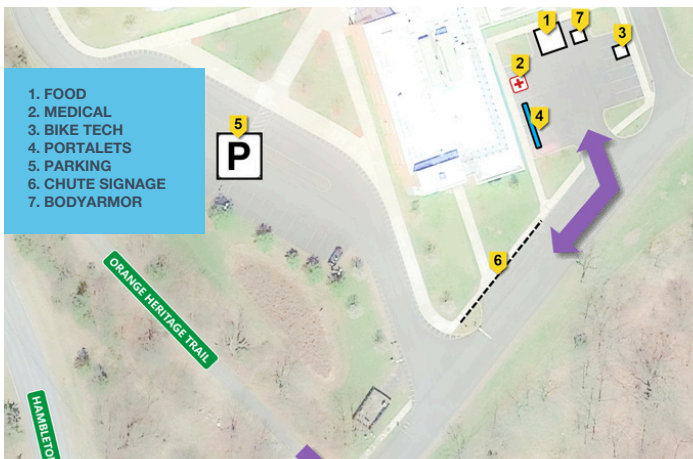 1
7
3
2
4
5
P
1. FOOD
2. MEDICAL
3. BIKE TECH
4. PORTALETS
5. PARKING
6. CHUTE SIGNAGE
7. BODYARMOR
6
ORANGE HERITAGE TRAIL
HAMBLETO